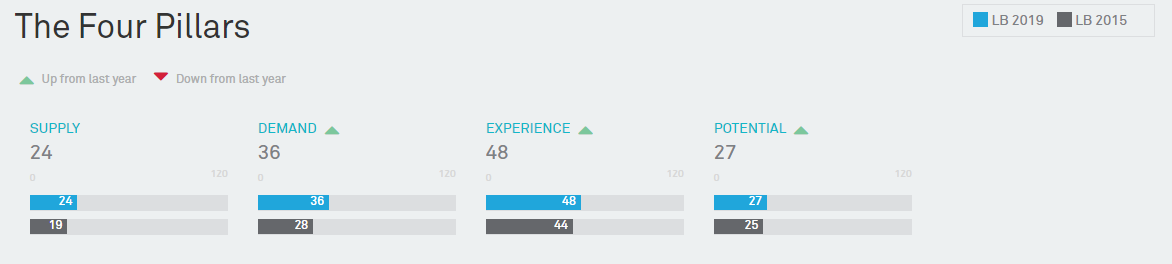 The Four Pillars
LB 2019 LB 2015
Up from last year Down from last year
SUPPLY DEMAND EXPERIENCE POTENTIAL
24 36 48 27
0 120 0 120 0 120 0 120
24 36 48 27
19 28 44 25